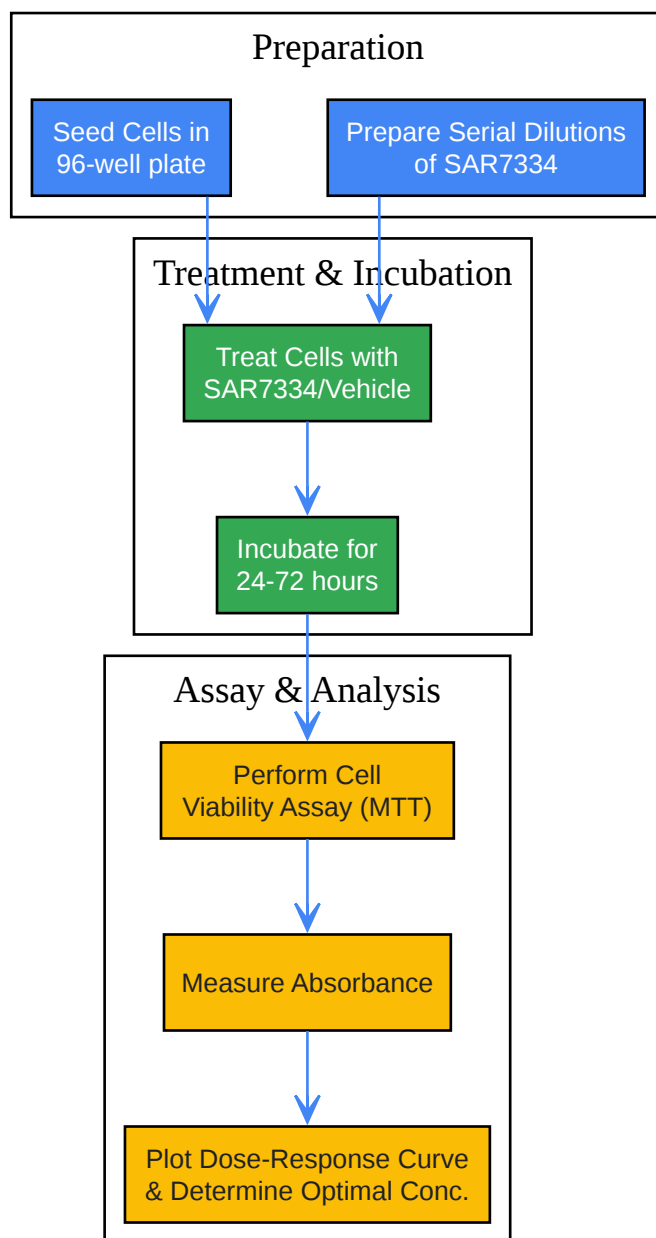 Preparation
Seed Cells in
96-well plate
Prepare Serial Dilutions
of SAR7334
Treatment & Incubation
Treat Cells with
SAR7334/Vehicle
Incubate for
24-72 hours
Assay & Analysis
Perform Cell
Viability Assay (MTT)
Measure Absorbance
Plot Dose-Response Curve
& Determine Optimal Conc.